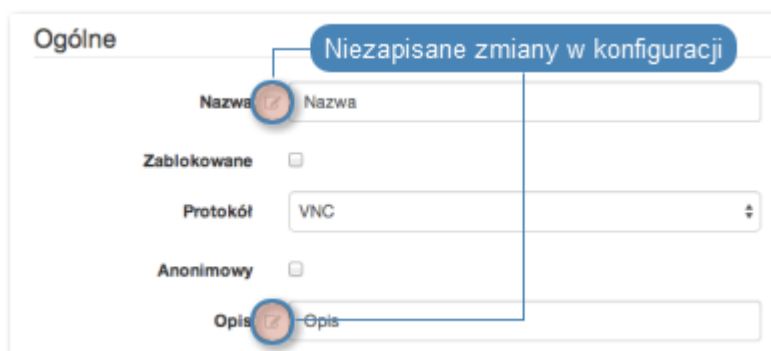 Ogólne
Niezapisane zmiany w konfiguracji
Nazwa Nazwa
Zablokowane
Protokół VNC
Anonimowy
Opis Opis